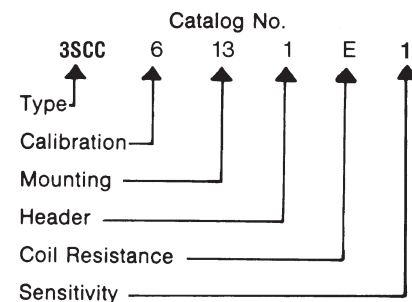 Catalog No.
3SCC 6 13 1 E 1
Type
Calibration
Mounting
Header
Coil Resistance
Sensitivity